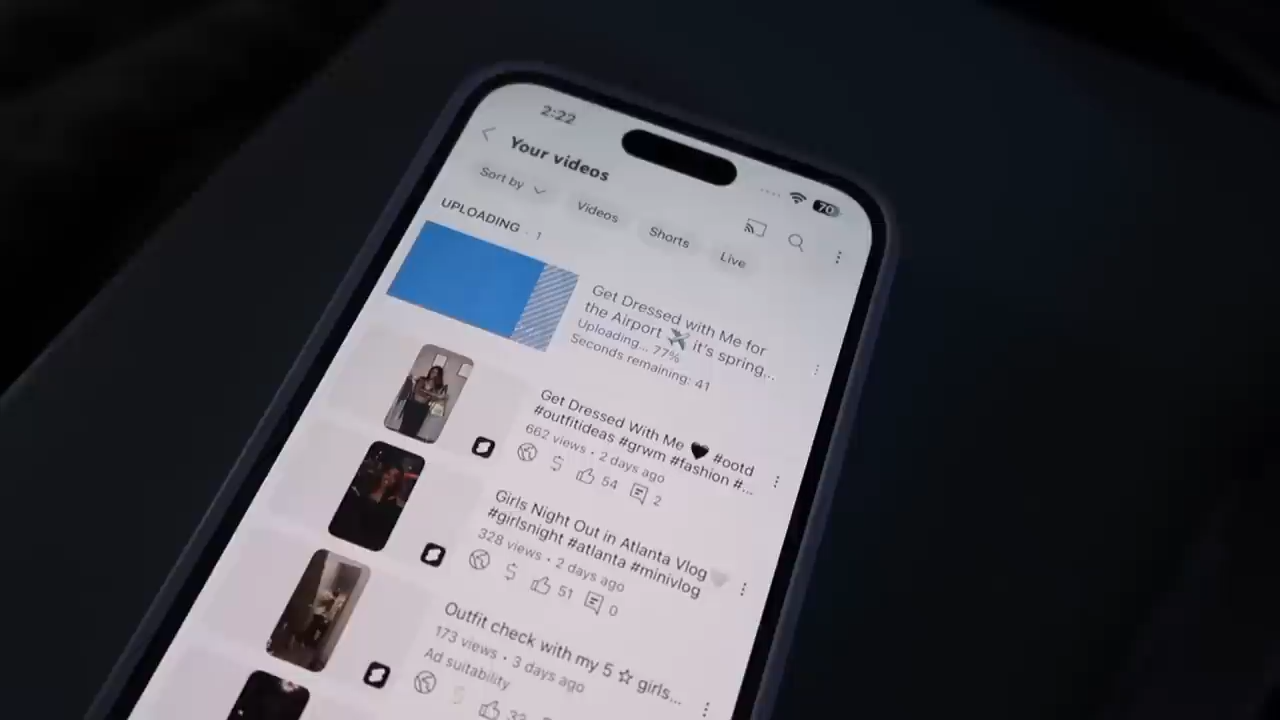 2:22
70
Your videos
Sort by
Videos
Shorts
Live
UPLOADING · 1
Get Dressed with Me for
the Airport ✈️ it's spring...
Uploading... 77%
Seconds remaining: 41
Get Dressed With Me 🖤 #ootd
#outfitideas #grwm #fashion #...
662 views • 2 days ago
$ 54 2
Girls Night Out in Atlanta Vlog 🤍
#girlsnight #atlanta #minivlog
328 views • 2 days ago
$ 51 0
Outfit check with my 5 ☆ girls...
173 views • 3 days ago
Ad suitability
$